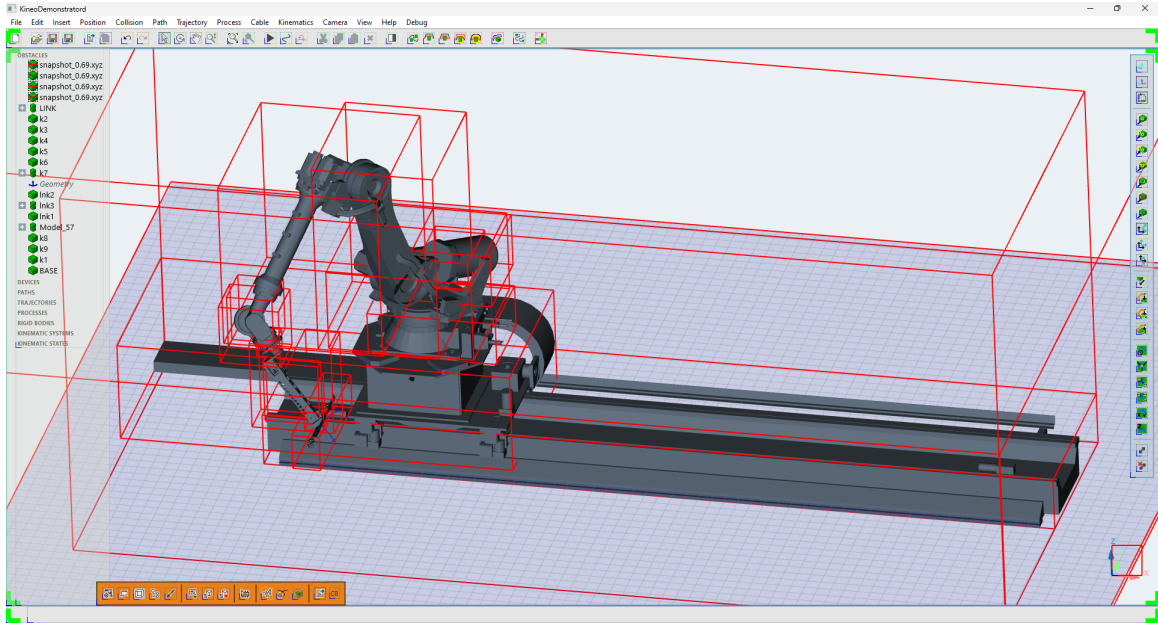 KineoDemonstratord
File Edit Insert Position Collision Path Trajectory Process Cable Kinematics Camera View Help Debug
OBSTACLES
snapshot_0.69.xyz
snapshot_0.69.xyz
snapshot_0.69.xyz
snapshot_0.69.xyz
LINK
k2
k3
k4
k5
k6
k7
Geometry
lnk2
lnk3
lnk1
Model_57
k8
k9
k1
BASE
DEVICES
PATHS
TRAJECTORIES
PROCESSES
RIGID BODIES
KINEMATIC SYSTEMS
KINEMATIC STATES
CB
Z
X